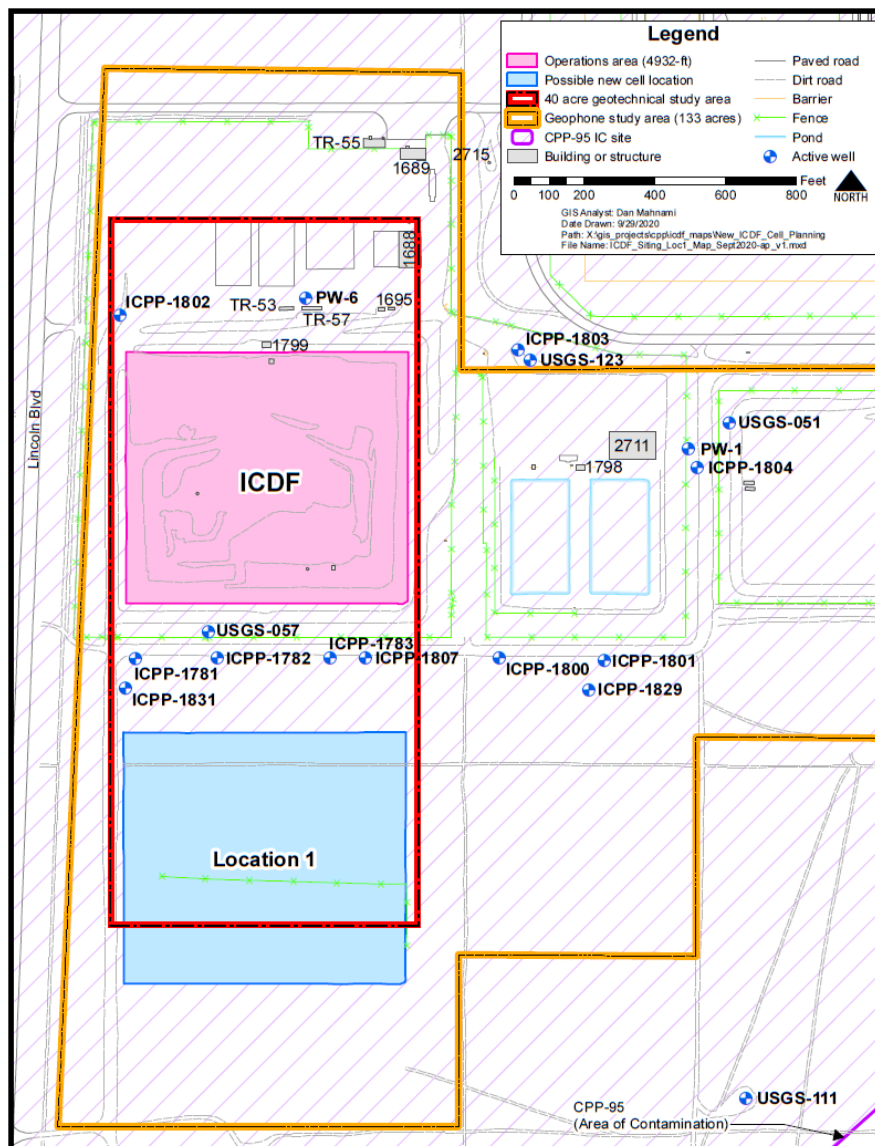 Legend
Operations area (4932-ft)
Possible new cell location
40 acre geotechnical study area
Geophone study area (133 acres)
CPP-95 IC site
Building or structure
Paved road
Dirt road
Barrier
Fence
Pond
Active well
Feet
0 100 200 400 600 800
NORTH
GIS Analyst: Dan Mahnami
Date Drawn: 9/29/2020
Path: X:\gis_projects\cpp\icdf_maps\New_ICDF_Cell_Planning
File Name: ICDF_Siting_Loc1_Map_Sept2020-ap_v1.mxd
TR-55
1689
2715
1688
ICPP-1802
PW-6
TR-53
TR-57
1695
1799
ICPP-1803
USGS-123
Lincoln Blvd
ICDF
2711
1798
USGS-051
PW-1
ICPP-1804
USGS-057
ICPP-1783
ICPP-1781
ICPP-1782
ICPP-1807
ICPP-1800
ICPP-1801
ICPP-1831
ICPP-1829
Location 1
USGS-111
CPP-95
(Area of Contamination)